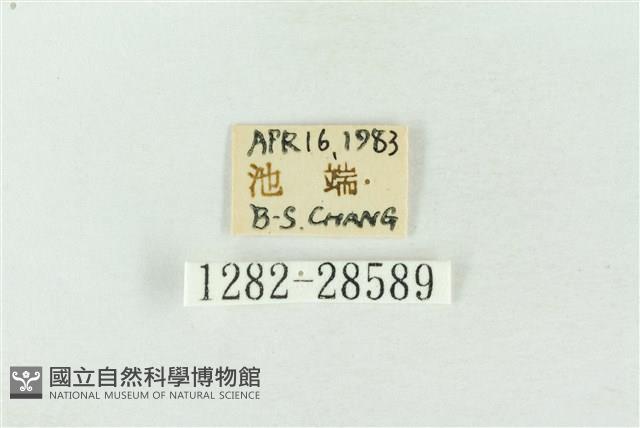 APR 16, 1983
池 端.
B-S. CHANG
1282-28589
國立自然科學博物館
NATIONAL MUSEUM OF NATURAL SCIENCE